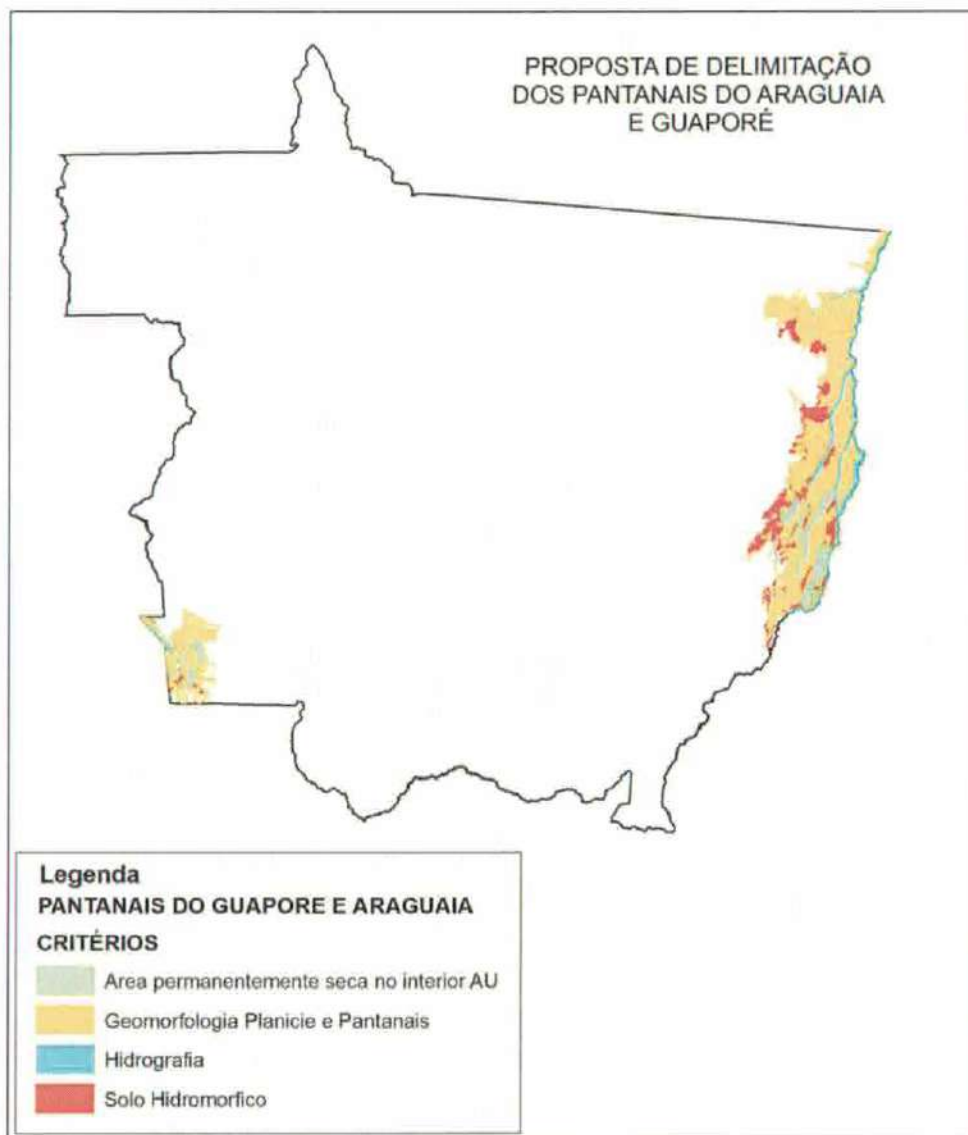 PROPOSTA DE DELIMITAÇÃO
DOS PANTANAIS DO ARAGUAIA
E GUAPORÉ
Legenda
PANTANAIS DO GUAPORE E ARAGUAIA
CRITÉRIOS
Area permanentemente seca no interior AU
Geomorfologia Planicie e Pantanais
Hidrografia
Solo Hidromorfico